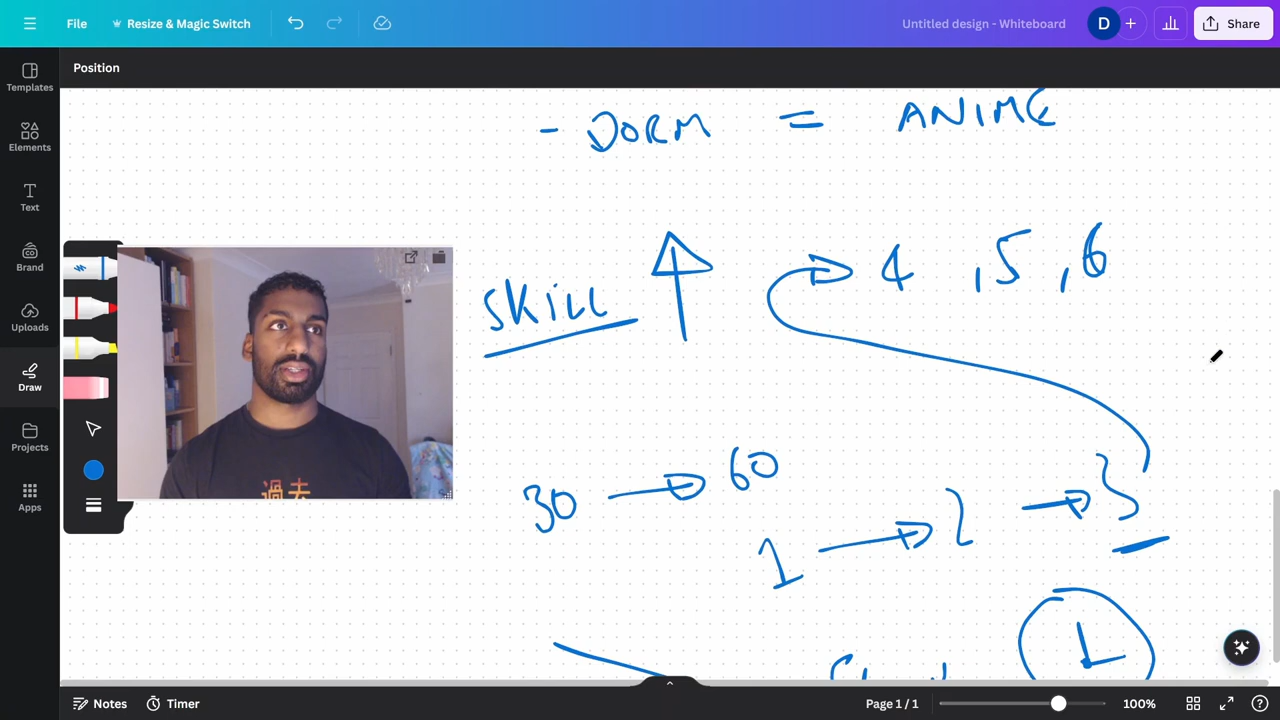 File
Resize & Magic Switch
Untitled design - Whiteboard
D
+
Share
Position
Templates
Elements
Text
Brand
Uploads
Draw
Projects
Apps
- DORM = ANIME
SKILL
4 , 5 , 6
過去
30 → 60
1 → 2 → 3
Notes
Timer
Page 1 / 1
100%